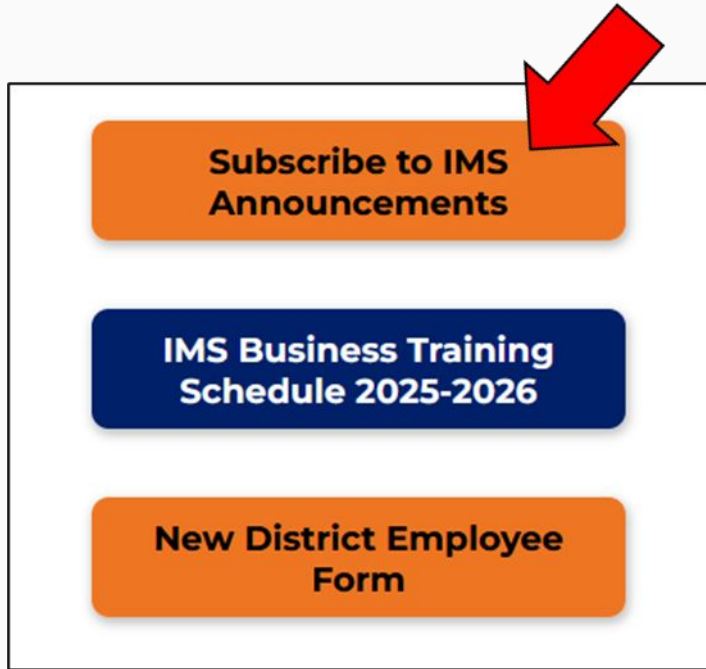 Subscribe to IMS
Announcements
IMS Business Training
Schedule 2025-2026
New District Employee
Form